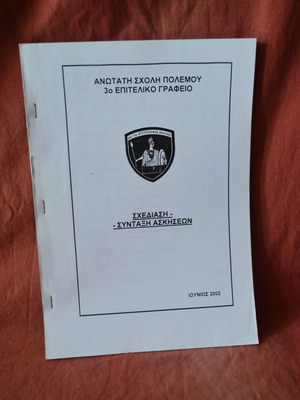 ΑΝΩΤΑΤΗ ΣΧΟΛΗ ΠΟΛΕΜΟΥ
3ο ΕΠΙΤΕΛΙΚΟ ΓΡΑΦΕΙΟ
ΣΧΕΔΙΑΣΗ -
- ΣΥΝΤΑΞΗ ΑΣΚΗΣΕΩΝ
ΙΟΥΝΙΟΣ 2002